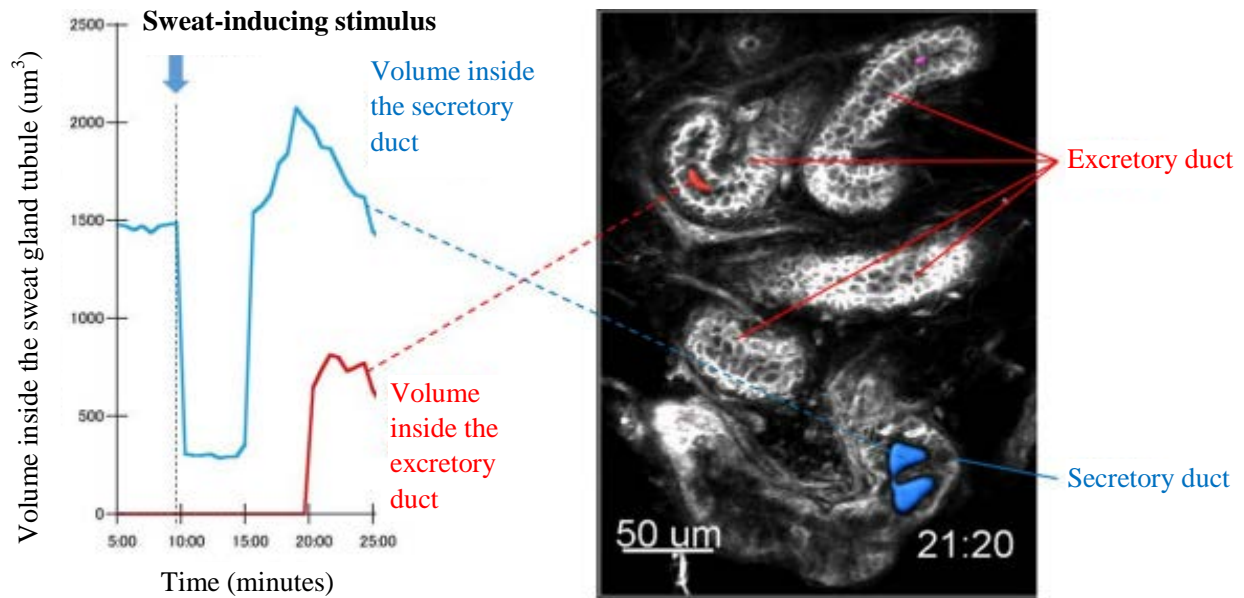 Sweat-inducing stimulus
Volume inside the sweat gland tubule (um³)
2500
2000
1500
1000
500
0
5:00 10:00 15:00 20:00 25:00
Time (minutes)
Volume inside
the secretory
duct
Volume
inside the
excretory
duct
Excretory duct
Secretory duct
50 um
21:20